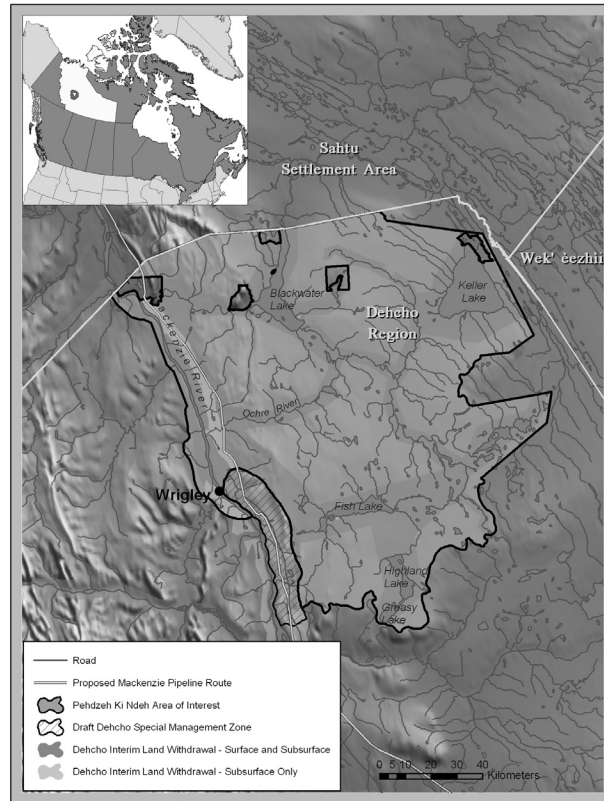 Sahtu
Settlement Area
Wek' èezhii
Blackwater
Lake
Keller
Lake
Dehcho
Region
Mackenzie River
Ochre River
Wrigley
Fish Lake
Highland
Lake
Greasy
Lake
Road
Proposed Mackenzie Pipeline Route
Pehdzeh Ki Ndeh Area of Interest
Draft Dehcho Special Management Zone
Dehcho Interim Land Withdrawal - Surface and Subsurface
Dehcho Interim Land Withdrawal - Subsurface Only
0 5 10 20 30 40
Kilometers